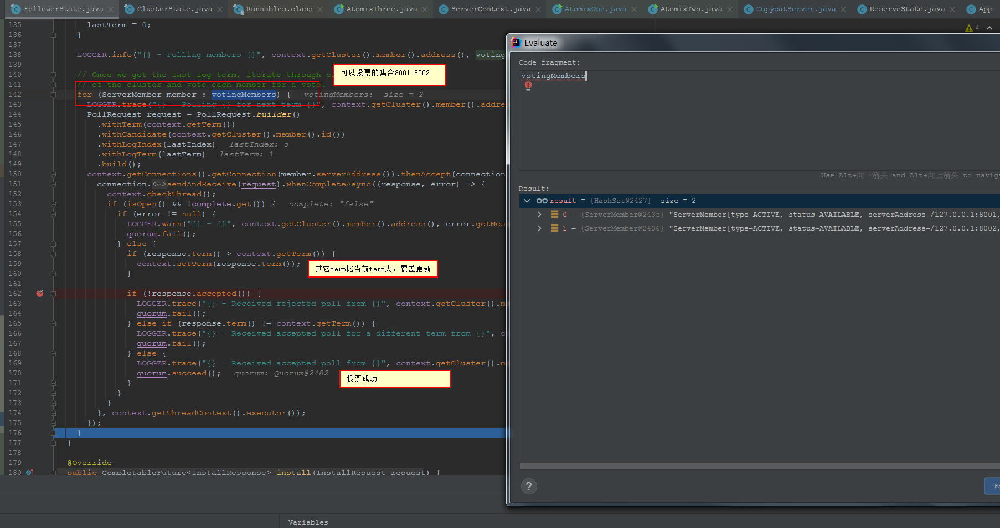 FollowerState.java ClusterState.java Runnables.class AtomixThree.java ServerContext.java AtomixOne.java AtomixTwo.java CopycatServer.java ReserveState.java App
135 lastTerm = 0;
136 }
137
138 LOGGER.info("{} – Polling members {}", context.getCluster().member().address(), voting
139
140 // Once we got the last log term, iterate through ea
可以投票的集合8001 8002
141 // of the cluster and vote each member for a vote.
142 for (ServerMember member : votingMembers) { votingMembers: size = 2
143 LOGGER.trace("{} – Polling {} for next term {}", context.getCluster().member().addre
144 PollRequest request = PollRequest.builder()
145 .withTerm(context.getTerm())
146 .withCandidate(context.getCluster().member().id())
147 .withLogIndex(lastIndex) lastIndex: 5
148 .withLogTerm(lastTerm) lastTerm: 1
149 .build();
150 context.getConnections().getConnection(member.serverAddress()).thenAccept(connection
151 connection.<~>sendAndReceive(request).whenCompleteAsync((response, error) -> {
152 context.checkThread();
153 if (isOpen() && !complete.get()) { complete: "false"
154 if (error != null) {
155 LOGGER.warn("{} – {}", context.getCluster().member().address(), error.getMes
156 quorum.fail();
157 } else {
158 if (response.term() > context.getTerm()) {
159 context.setTerm(response.term());
其它term比当前term大，覆盖更新
160 }
161
162 if (!response.accepted()) {
163 LOGGER.trace("{} – Received rejected poll from {}", context.getCluster().m
164 quorum.fail();
165 } else if (response.term() != context.getTerm()) {
166 LOGGER.trace("{} – Received accepted poll for a different term from {}", c
167 quorum.fail();
168 } else {
169 LOGGER.trace("{} – Received accepted poll from {}", context.getCluster().m
170 quorum.succeed(); quorum: Quorum@2482
投票成功
171 }
172 }
173 }
174 }, context.getThreadContext().executor());
175 });
176 }
177 }
178
179 @Override
180 public CompletableFuture<InstallResponse> install(InstallRequest request) {
4
Evaluate
Code fragment:
votingMembers
Use Alt+向下箭头 and Alt+向上箭头 to naviga
Result:
result = {HashSet@2427} size = 2
0 = {ServerMember@2435} "ServerMember[type=ACTIVE, status=AVAILABLE, serverAddress=/127.0.0.1:8001,
1 = {ServerMember@2436} "ServerMember[type=ACTIVE, status=AVAILABLE, serverAddress=/127.0.0.1:8002,
?
Variables